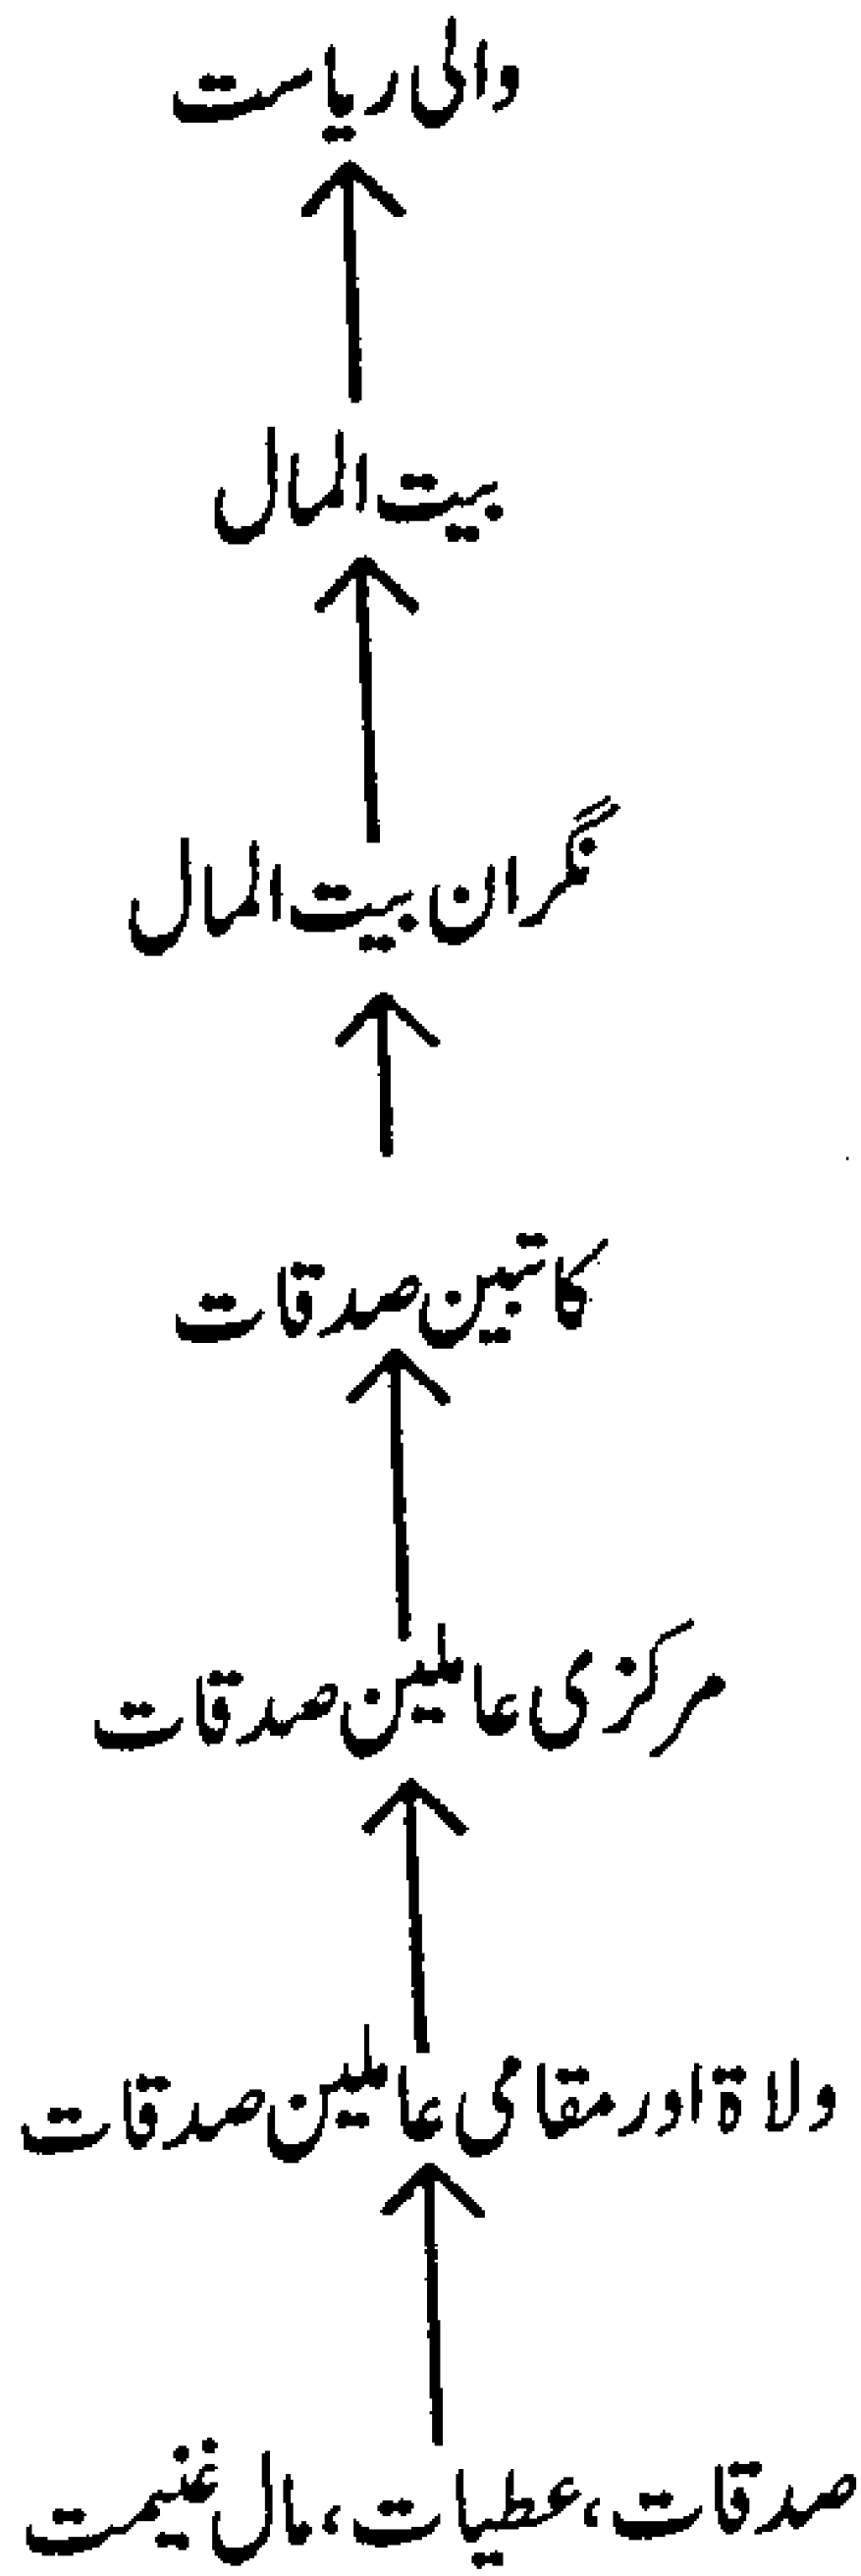 والی ریاست
بیت المال
نگران بیت المال
کاتبین صدقات
مرکزی عاملین صدقات
ولاۃ اور مقامی عاملین صدقات
صدقات، عطیات، مال غنیمت